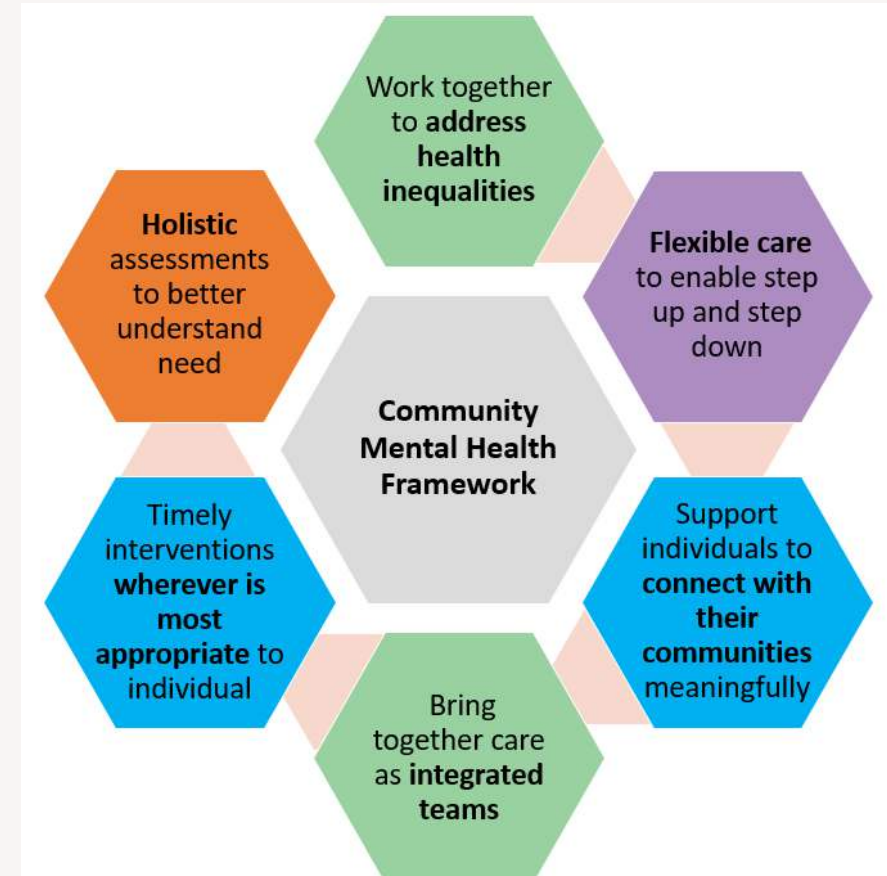 Work together
to address
health
inequalities
Flexible care
to enable step
up and step
down
Support
individuals to
connect with
their
communities
meaningfully
Bring
together care
as integrated
teams
Timely
interventions
wherever is
most
appropriate to
individual
Holistic
assessments
to better
understand
need
Community
Mental Health
Framework